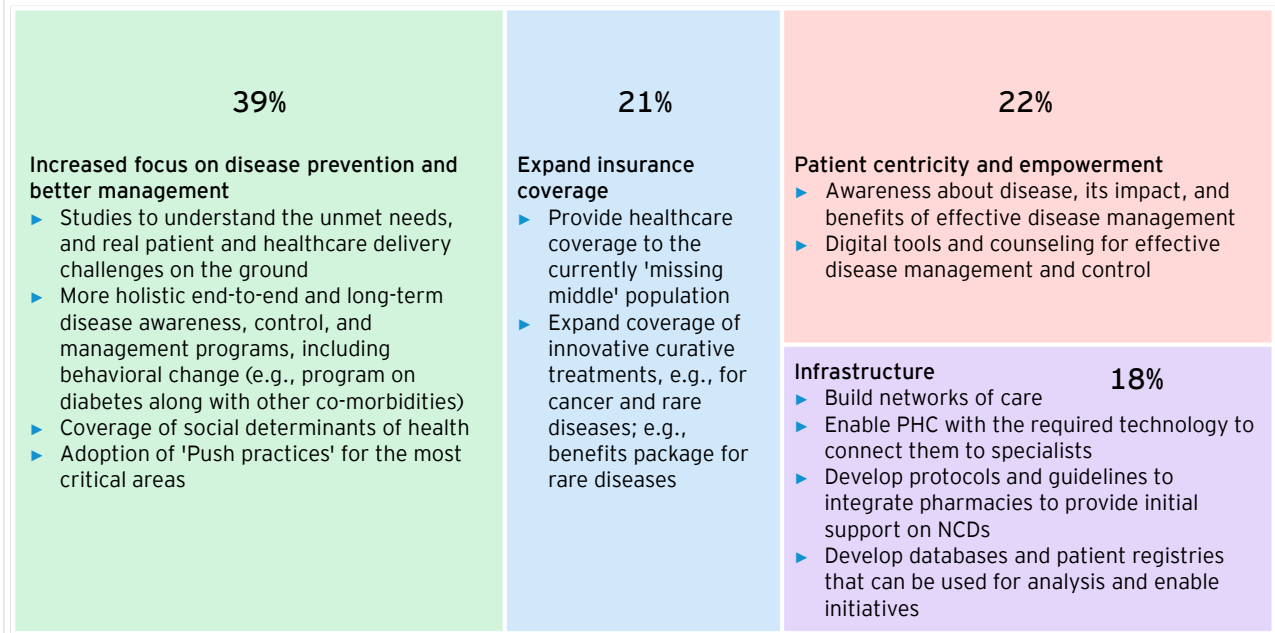 39%
Increased focus on disease prevention and
better management
► Studies to understand the unmet needs,
and real patient and healthcare delivery
challenges on the ground
► More holistic end-to-end and long-term
disease awareness, control, and
management programs, including
behavioral change (e.g., program on
diabetes along with other co-morbidities)
► Coverage of social determinants of health
► Adoption of 'Push practices' for the most
critical areas
21%
Expand insurance
coverage
► Provide healthcare
coverage to the
currently 'missing
middle' population
► Expand coverage of
innovative curative
treatments, e.g., for
cancer and rare
diseases; e.g.,
benefits package for
rare diseases
22%
Patient centricity and empowerment
► Awareness about disease, its impact, and
benefits of effective disease management
► Digital tools and counseling for effective
disease management and control
Infrastructure
18%
► Build networks of care
► Enable PHC with the required technology to
connect them to specialists
► Develop protocols and guidelines to
integrate pharmacies to provide initial
support on NCDs
► Develop databases and patient registries
that can be used for analysis and enable
initiatives